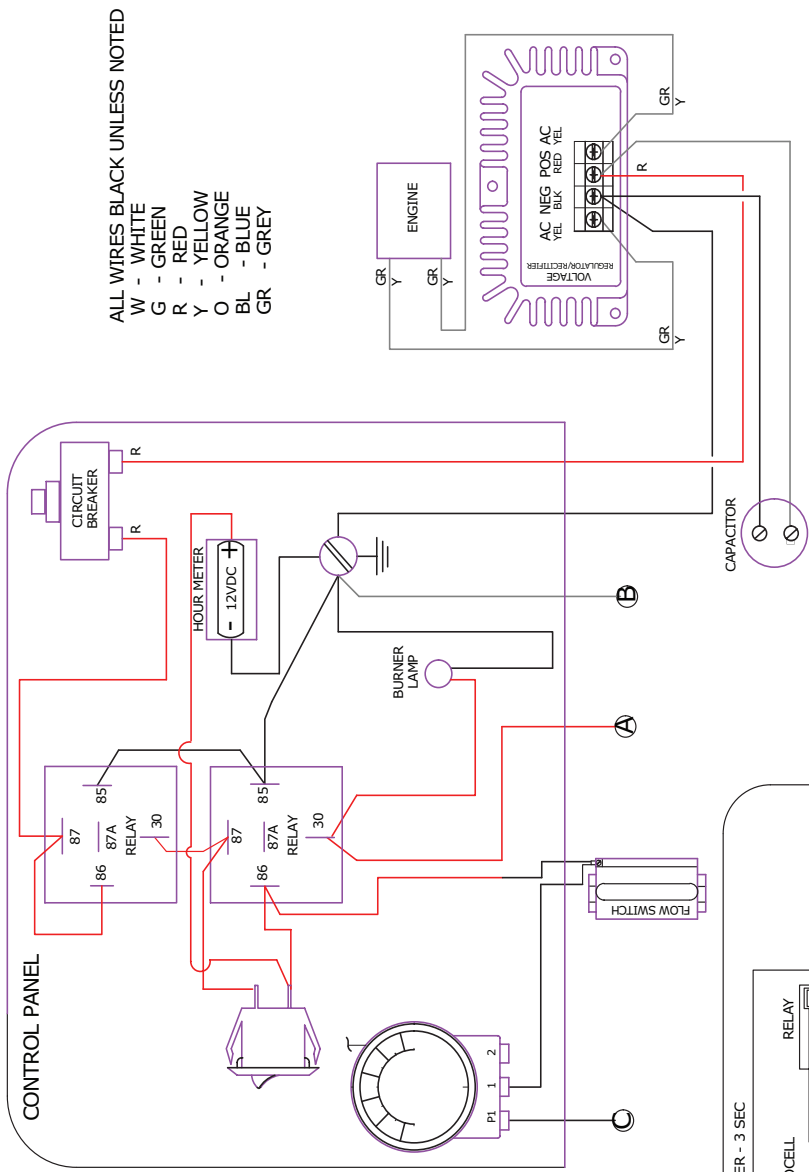 ALL WIRES BLACK UNLESS NOTED
W - WHITE
G - GREEN
R - RED
Y - YELLOW
O - ORANGE
BL - BLUE
GR - GREY
CONTROL PANEL
CIRCUIT
BREAKER
R
R
HOUR METER
- 12VDC +
87
87A
RELAY
86
85
30
87
87A
RELAY
86
85
30
BURNER
LAMP
P1
1
2
A
B
C
FLOW SWITCH
ENGINE
GR
Y
GR
Y
GR
Y
GR
Y
VOLTAGE
REGULATOR/RECTIFIER
AC NEG POS AC
YEL BLK RED YEL
R
CAPACITOR
ER - 3 SEC
RELAY
OCELL